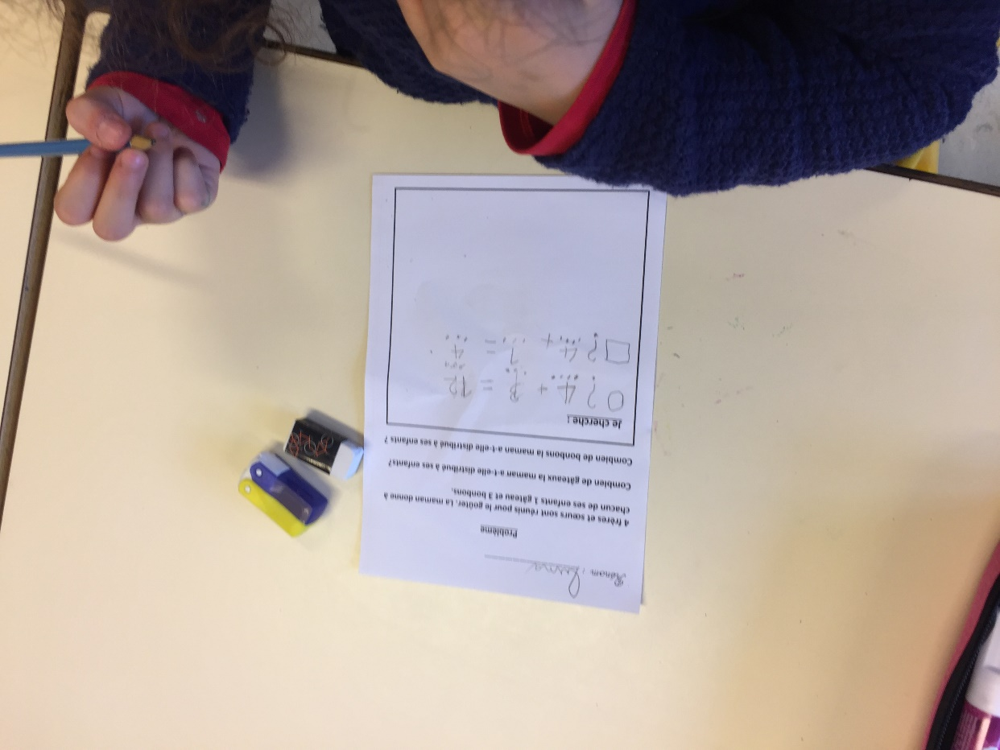 Prénom :
Problème
4 frères et sœurs sont réunis pour le goûter. La maman donne à
chacun de ses enfants 1 gâteau et 3 bonbons.
Combien de gâteaux la maman a-t-elle distribué à ses enfants?
Combien de bonbons la maman a-t-elle distribué à ses enfants ?
Je cherche :
? 4 + 3 = 12
? 4 + 1 = 4